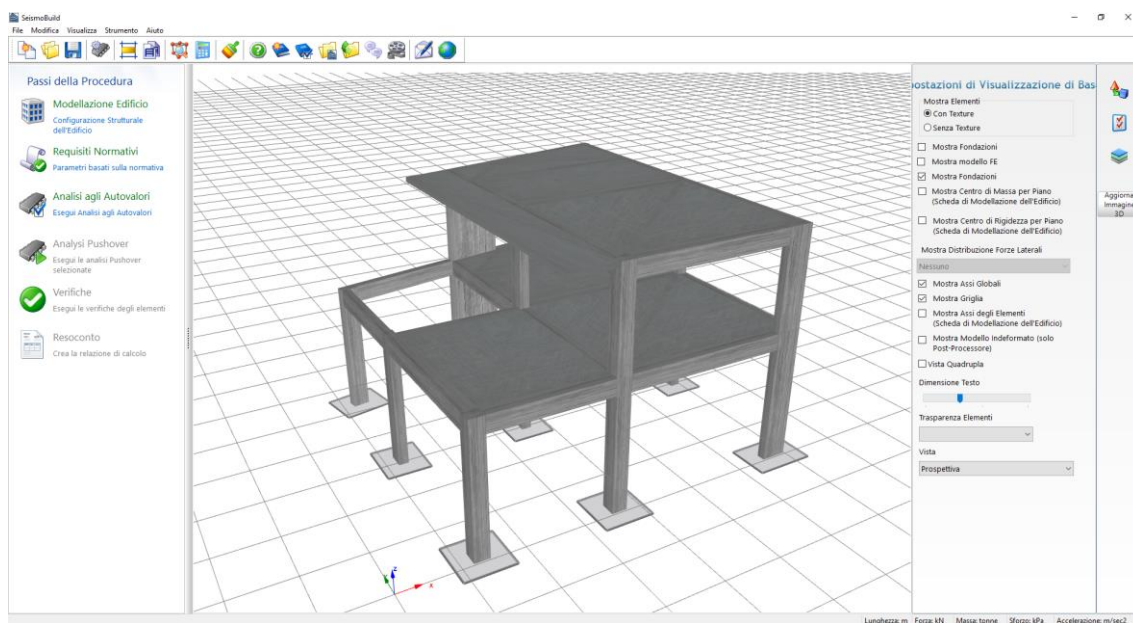 SeismoBuild
File Modifica Visualizza Strumento Aiuto
Passi della Procedura
Modellazione Edificio
Configurazione Strutturale
dell'Edificio
Requisiti Normativi
Parametri basati sulla normativa
Analisi agli Autovalori
Esegui Analisi agli Autovalori
Analysi Pushover
Esegue le analisi Pushover
selezionate
Verifiche
Esegui le verifiche degli elementi
Resoconto
Crea la relazione di calcolo
x
z
postazioni di Visualizzazione di Bas
Mostra Elementi
Con Texture
Senza Texture
Mostra Fondazioni
Mostra modello FE
Mostra Fondazioni
Mostra Centro di Massa per Piano
(Scheda di Modellazione dell'Edificio)
Mostra Centro di Rigidezza per Piano
(Scheda di Modellazione dell'Edificio)
Mostra Distribuzione Forze Laterali
Nessuno
Mostra Assi Globali
Mostra Griglia
Mostra Assi degli Elementi
(Scheda di Modellazione dell'Edificio)
Mostra Modello Indeformato (solo
Post-Processore)
Vista Quadrupla
Dimensione Testo
Trasparenza Elementi
Vista
Prospettiva
Aggiorna
Immagine
3D
Lunghezza: m Forza: kN Massa: tonne Sforzo: kPa Accelerazione: m/sec2